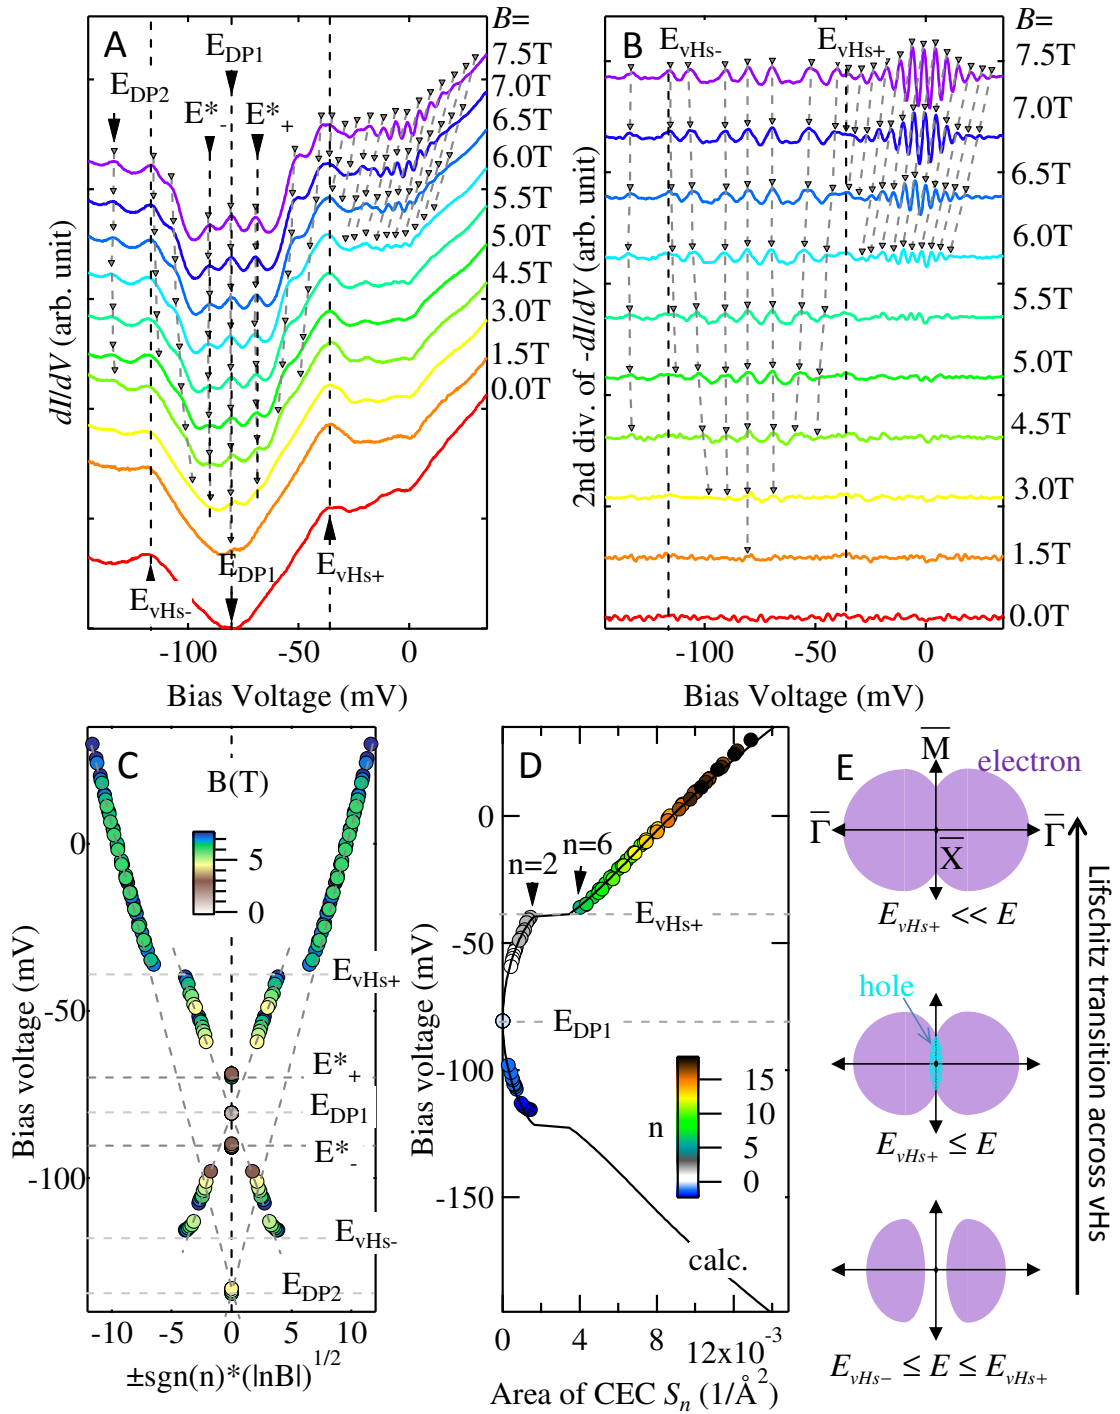 A
B=
7.5T
7.0T
6.5T
6.0T
5.5T
5.0T
4.5T
3.0T
1.5T
0.0T
E_DP1
E_DP2
E*_-
E*_+
E_vHs-
E_DP1
E_vHs+
dI/dV (arb. unit)
-100
-50
0
Bias Voltage (mV)
B
B=
7.5T
7.0T
6.5T
6.0T
5.5T
5.0T
4.5T
3.0T
1.5T
0.0T
E_vHs-
E_vHs+
2nd div. of -dI/dV (arb. unit)
-100
-50
0
Bias Voltage (mV)
C
B(T)
5
0
0
-50
-100
Bias voltage (mV)
E_vHs+
E*_+
E_DP1
E*_-
E_vHs-
E_DP2
-10
-5
0
5
10
±sgn(n)*(|nB|)^1/2
D
n=2
n=6
E_vHs+
E_DP1
n
15
10
5
0
calc.
0
-50
-100
-150
Bias voltage (mV)
0
4
8
12x10^-3
Area of CEC S_n (1/Å^2)
E
M̅
electron
Γ̅
Γ̅
X̅
E_vHs+ << E
hole
E_vHs+ ≤ E
E_vHs- ≤ E ≤ E_vHs+
Lifschitz transition across vHs